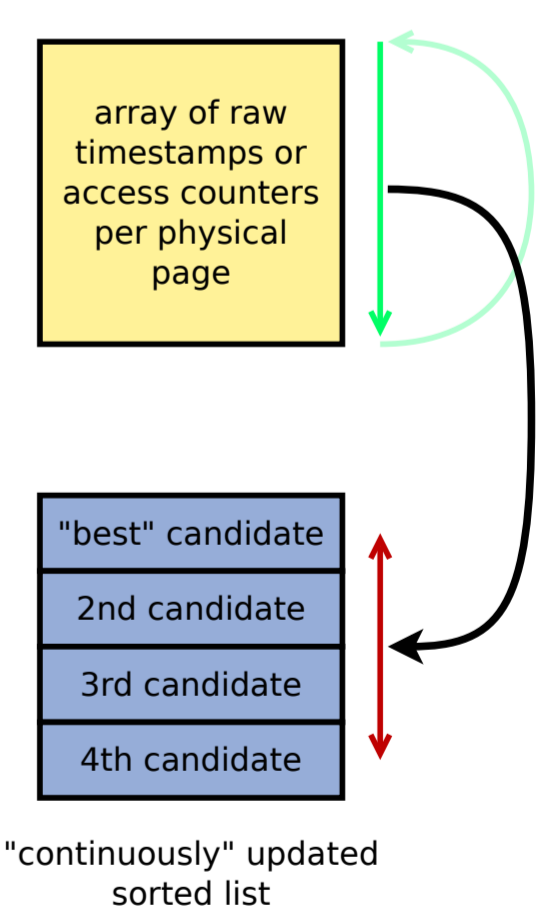 array of raw
timestamps or
access counters
per physical
page
"best" candidate
2nd candidate
3rd candidate
4th candidate
"continuously" updated
sorted list